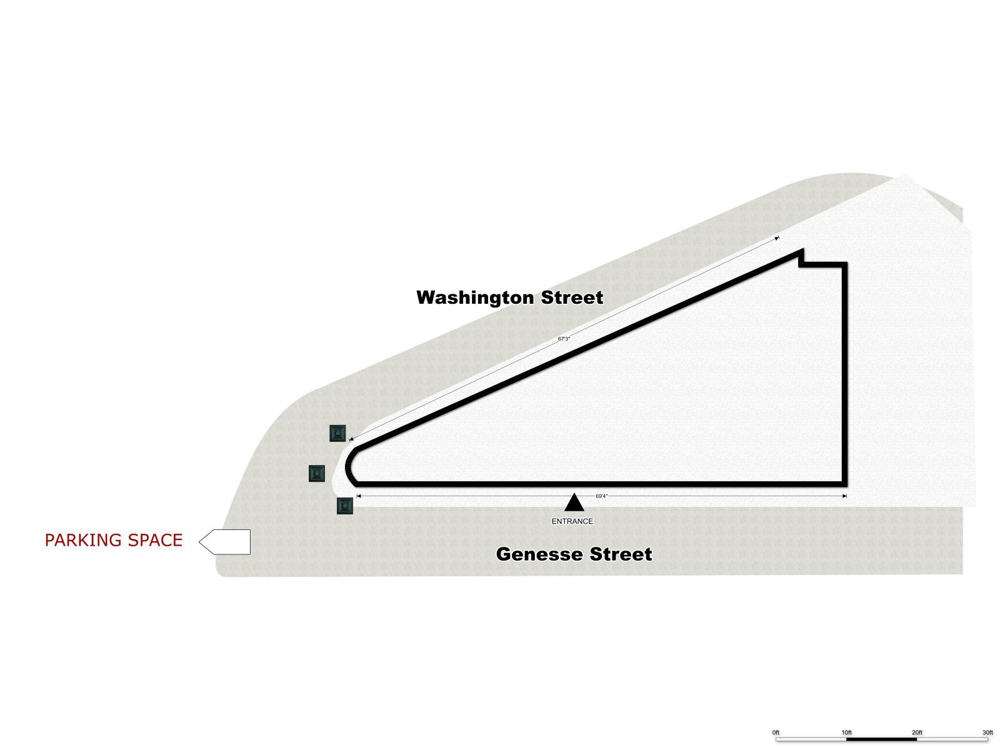 Washington Street
67'3"
69'4"
ENTRANCE
PARKING SPACE
Genesse Street
0ft 10ft 20ft 30ft